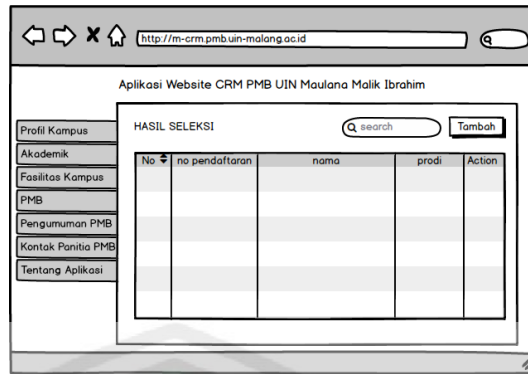 http://m-crm.pmb.uin-malang.ac.id
Aplikasi Website CRM PMB UIN Maulana Malik Ibrahim
Profil Kampus
Akademik
Fasilitas Kampus
PMB
Pengumuman PMB
Kontak Panitia PMB
Tentang Aplikasi
HASIL SELEKSI
search
Tambah
No no pendaftaran nama prodi Action